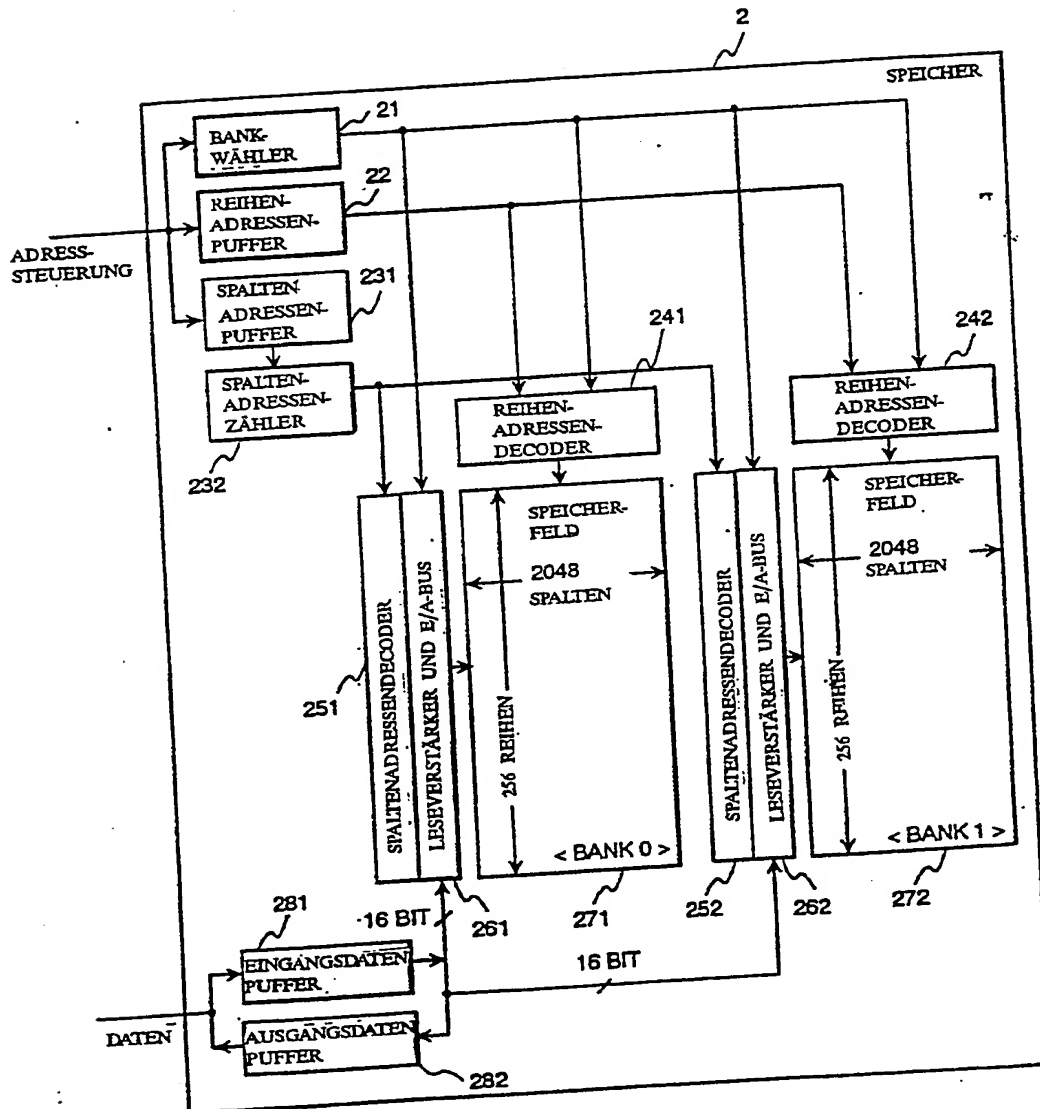 2
SPEICHER
21
BANK-
WÄHLER
22
REIHEN-
ADRESSEN-
PUFFER
ADRESS-
STEUERUNG
231
SPALTEN
ADRESSEN-
PUFFER
241
242
SPALTEN-
ADRESSEN-
ZÄHLER
232
REIHEN-
ADRESSEN-
DECODER
REIHEN-
ADRESSEN-
DECODER
SPEICHER-
FELD
2048
SPALTEN
SPEICHER-
FELD
2048
SPALTEN
SPALTENADRESSENDECODER
LESEVERSTÄRKER UND E/A-BUS
256 REIHEN
SPALTENADRESSENDECODER
LESEVERSTÄRKER UND E/A-BUS
256 REIHEN
251
< BANK 0 >
< BANK 1 >
261
271
252
262
272
16 BIT
281
EINGANGSDATEN
PUFFER
16 BIT
DATEN
AUSGANGSDATEN
PUFFER
282